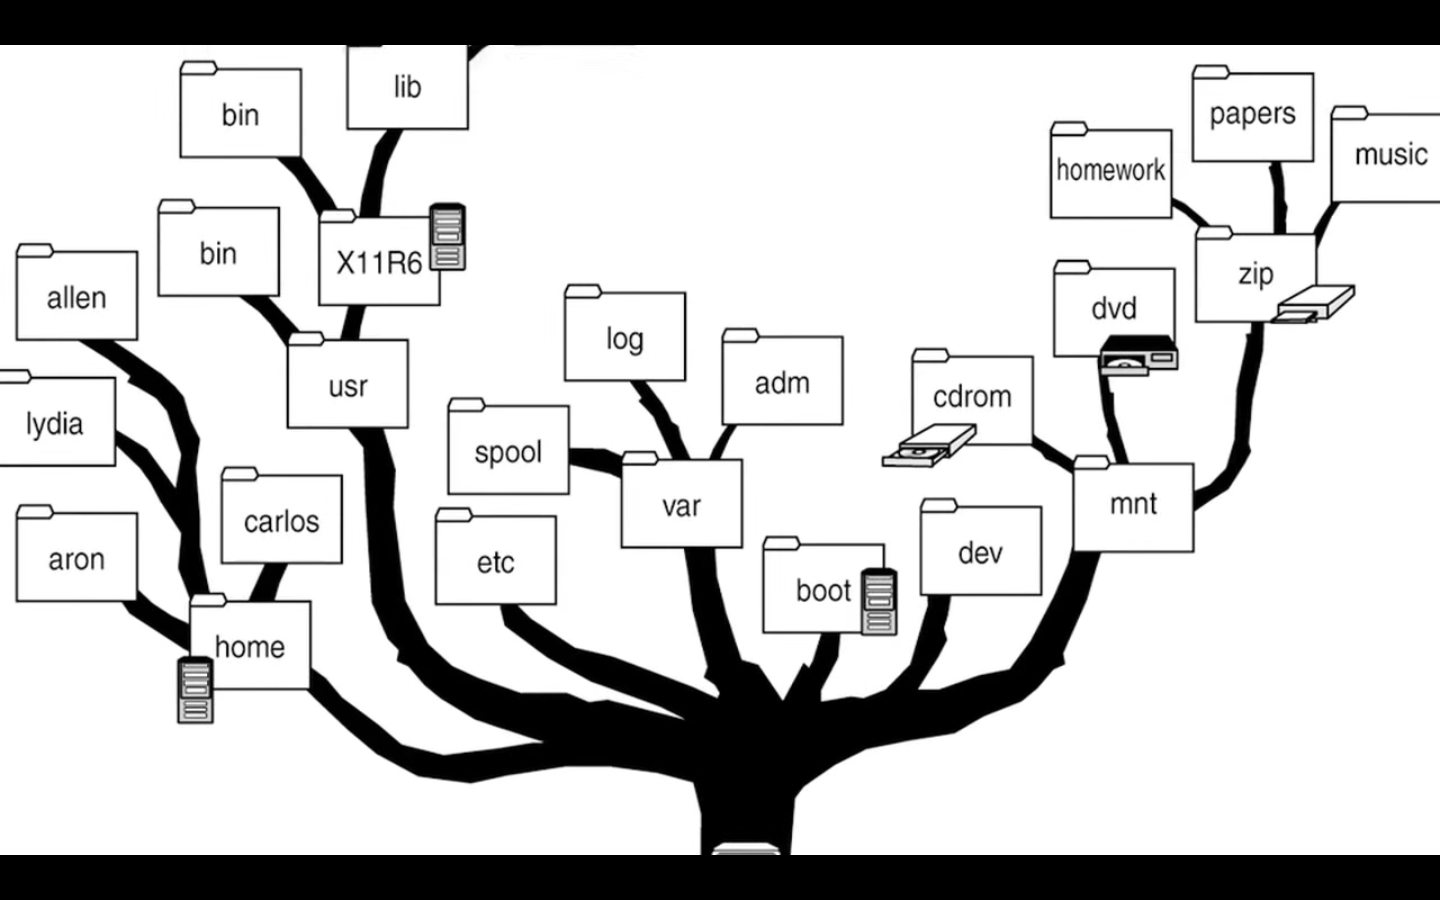 lib
bin
papers
music
homework
bin
X11R6
zip
allen
dvd
log
usr
adm
cdrom
lydia
spool
var
mnt
carlos
dev
aron
etc
boot
home